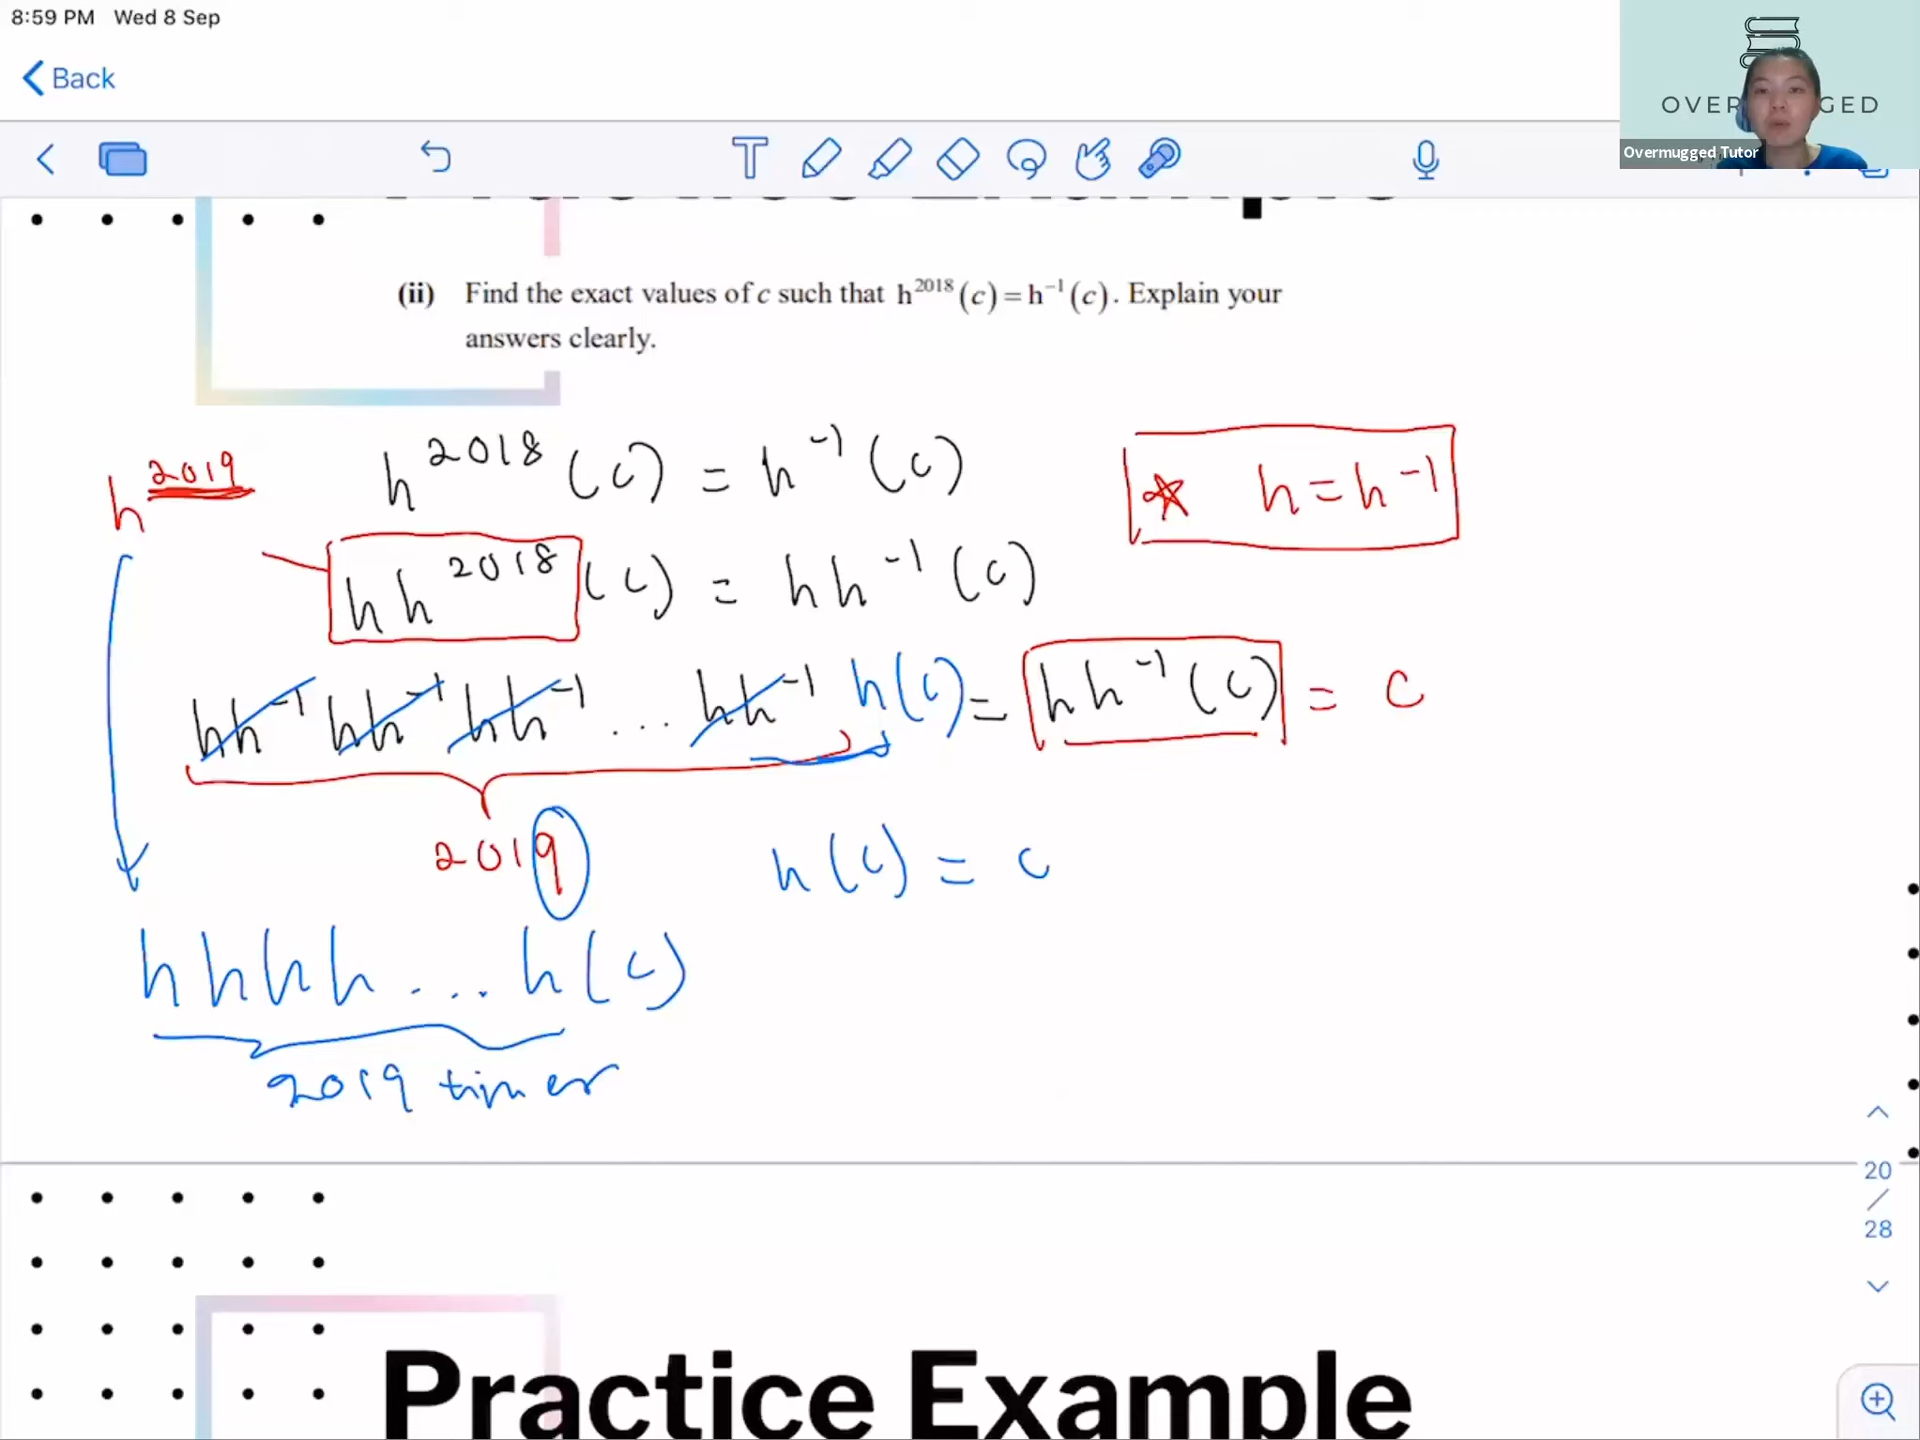 8:59 PM Wed 8 Sep
Back
OVER GED
Overmugged Tutor
(ii) Find the exact values of c such that h²⁰¹⁸(c)=h⁻¹(c). Explain your
answers clearly.
h²⁰¹⁹
h²⁰¹⁸(c) = h⁻¹(c)
☆ h=h⁻¹
hh²⁰¹⁸(c) = hh⁻¹(c)
hh⁻¹ hh⁻¹ hh⁻¹ ... hh⁻¹ h(c) = hh⁻¹(c) = c
2019
h(c) = c
hhhh...h(c)
2019 times
20
/
28
Practice Example